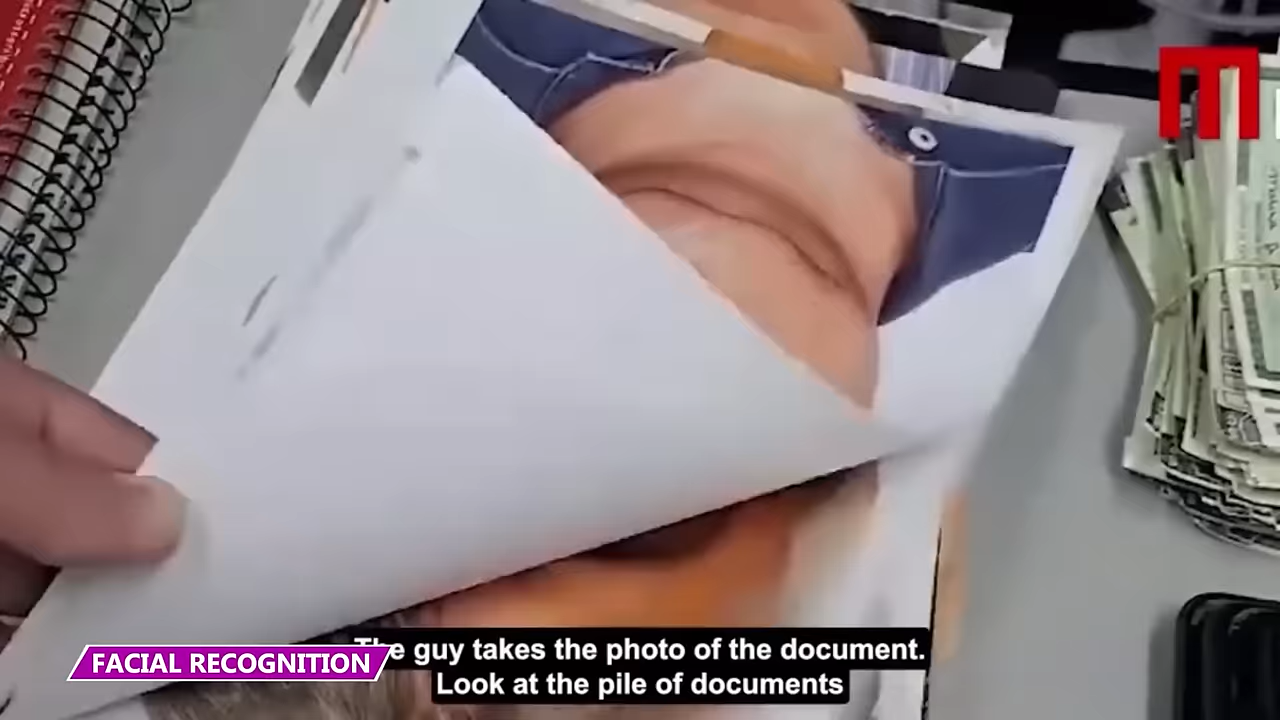 The guy takes the photo of the document.
FACIAL RECOGNITION
Look at the pile of documents